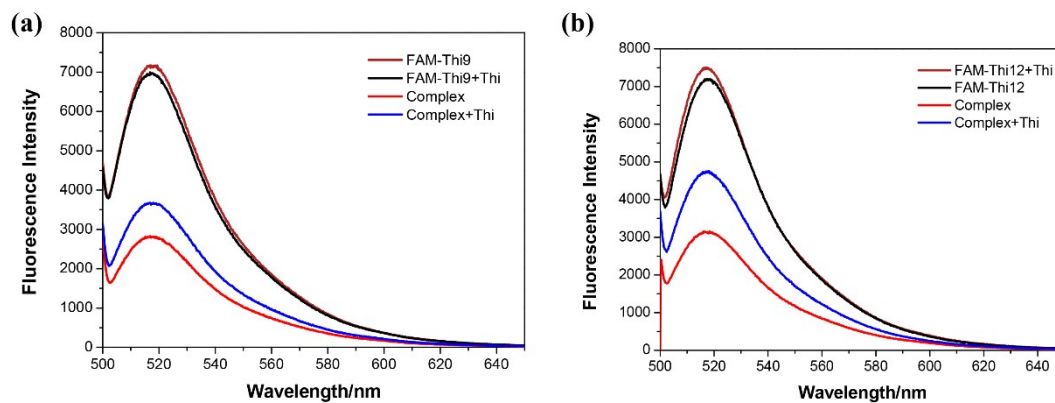 (a)
Fluorescence Intensity
8000
7000
6000
5000
4000
3000
2000
1000
0
500 520 540 560 580 600 620 640
Wavelength/nm
FAM-Thi9
FAM-Thi9+Thi
Complex
Complex+Thi
(b)
Fluorescence Intensity
8000
7000
6000
5000
4000
3000
2000
1000
0
500 520 540 560 580 600 620 640
Wavelength/nm
FAM-Thi12+Thi
FAM-Thi12
Complex
Complex+Thi